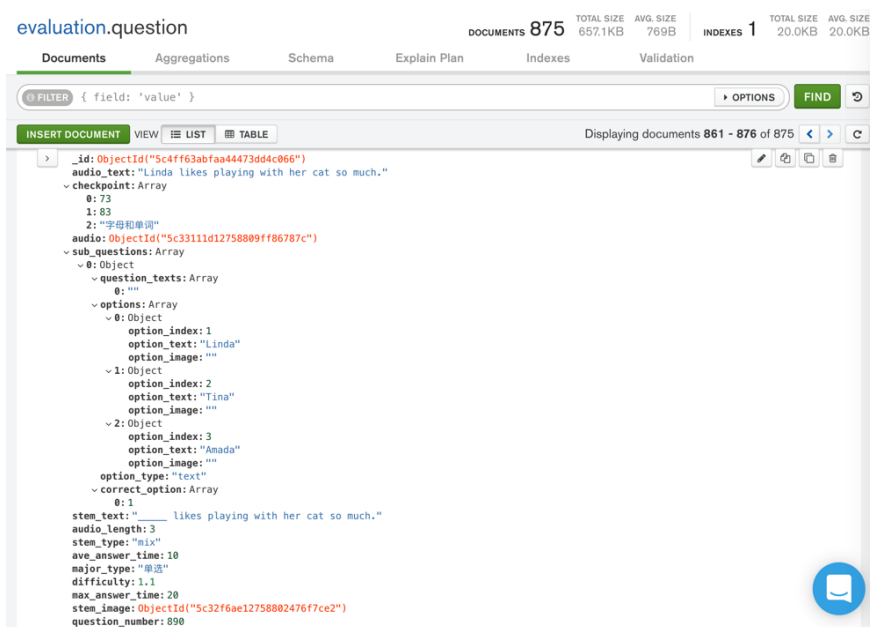 evaluation.question
DOCUMENTS 875 TOTAL SIZE 657.1KB AVG. SIZE 769B INDEXES 1 TOTAL SIZE 20.0KB AVG. SIZE 20.0KB
Documents Aggregations Schema Explain Plan Indexes Validation
FILTER { field: 'value' } OPTIONS FIND
INSERT DOCUMENT VIEW LIST TABLE Displaying documents 861 - 876 of 875
_id: ObjectId("5c4ff63abfaa44473dd4c066")
audio_text: "Linda likes playing with her cat so much."
checkpoint: Array
0: 73
1: 83
2: "字母和单词"
audio: ObjectId("5c33111d12758809ff86787c")
sub_questions: Array
0: Object
question_texts: Array
0: ""
options: Array
0: Object
option_index: 1
option_text: "Linda"
option_image: ""
1: Object
option_index: 2
option_text: "Tina"
option_image: ""
2: Object
option_index: 3
option_text: "Amada"
option_image: ""
option_type: "text"
correct_option: Array
0: 1
stem_text: "_____ likes playing with her cat so much."
audio_length: 3
stem_type: "mix"
ave_answer_time: 10
major_type: "单选"
difficulty: 1.1
max_answer_time: 20
stem_image: ObjectId("5c32f6ae12758802476f7ce2")
question_number: 890